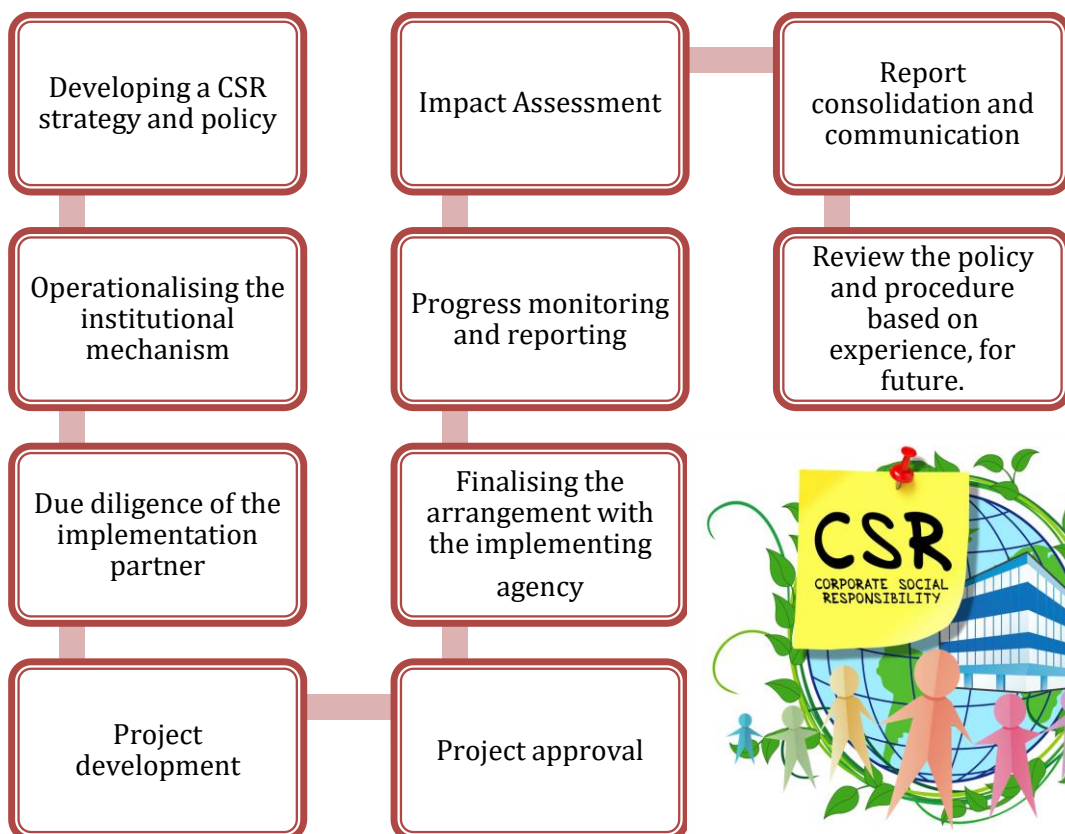 Developing a CSR
strategy and policy
Operationalising the
institutional
mechanism
Due diligence of the
implementation
partner
Project
development
Project approval
Finalising the
arrangement with
the implementing
agency
Progress monitoring
and reporting
Impact Assessment
Report
consolidation and
communication
Review the policy
and procedure
based on
experience, for
future.
CSR
CORPORATE SOCIAL
RESPONSIBILITY